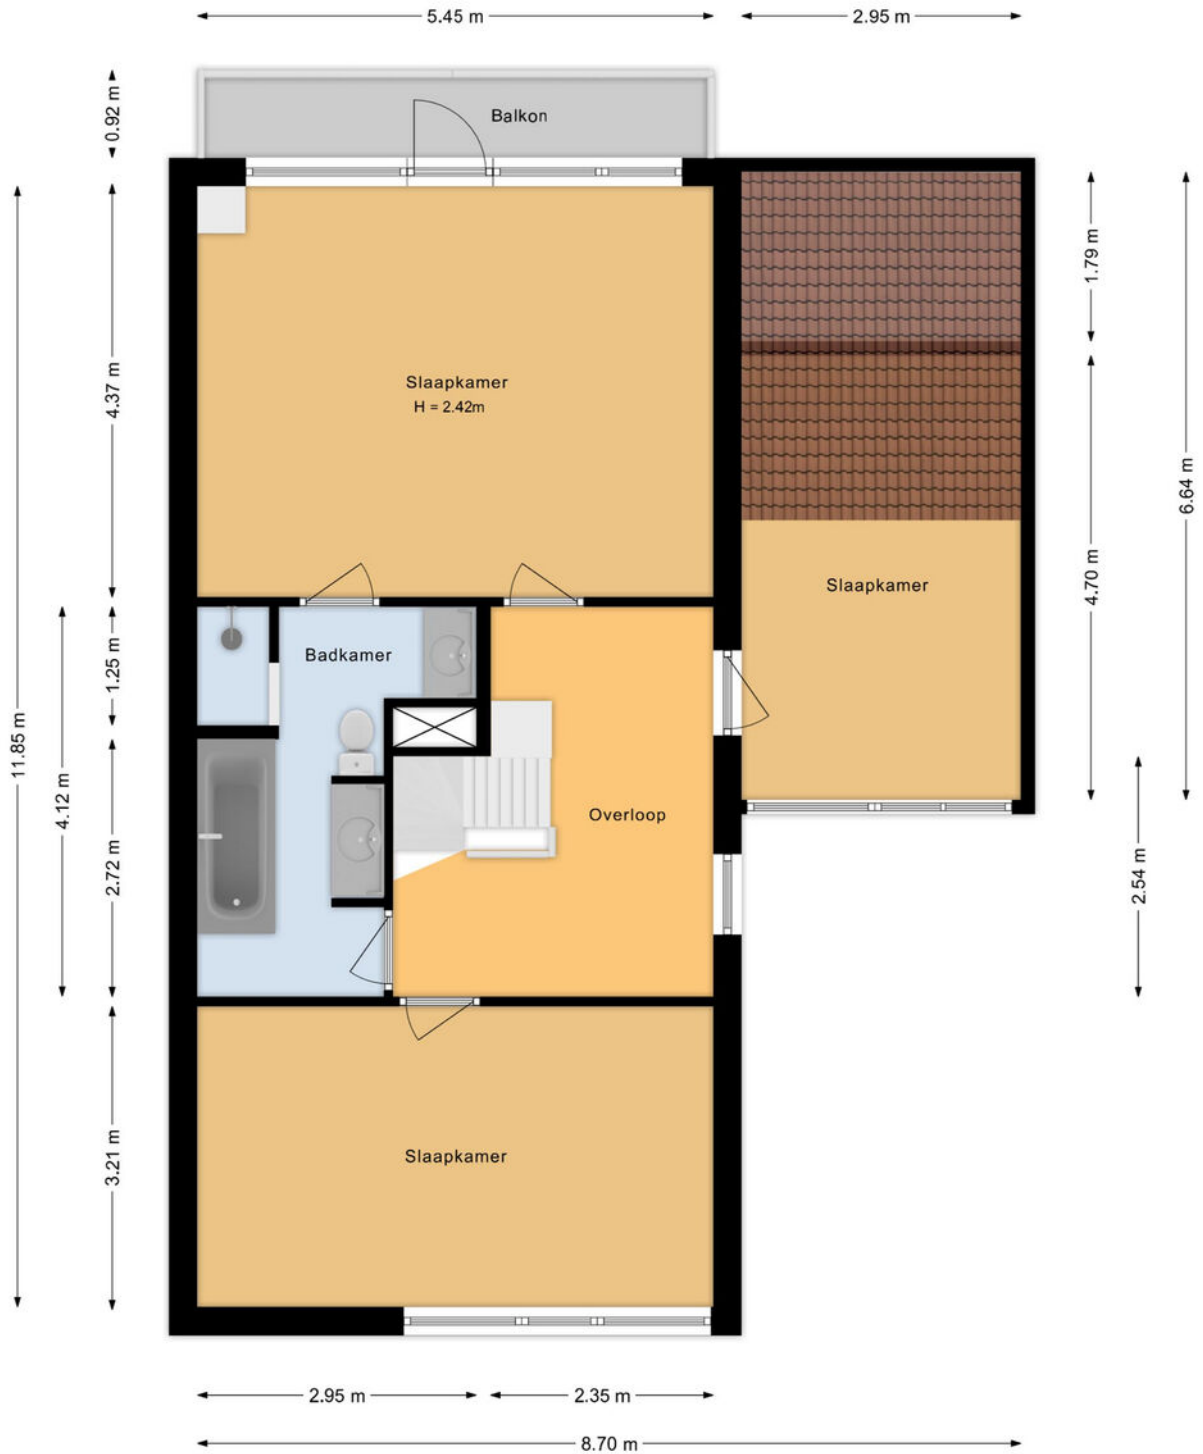 5.45 m
2.95 m
0.92 m
Balkon
1.79 m
4.37 m
Slaapkamer
H = 2.42m
6.64 m
4.70 m
Slaapkamer
1.25 m
Badkamer
11.85 m
4.12 m
2.72 m
Overloop
2.54 m
3.21 m
Slaapkamer
2.95 m
2.35 m
8.70 m